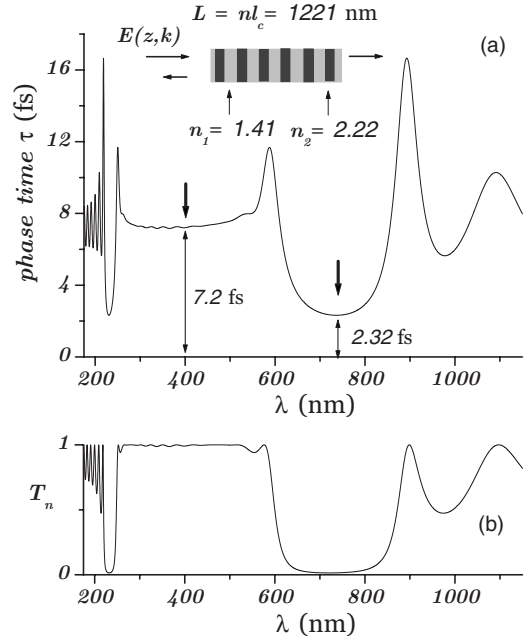 L = nl_c = 1221 nm
E(z,k)
(a)
n_1 = 1.41
n_2 = 2.22
phase time τ (fs)
16
12
8
4
0
7.2 fs
2.32 fs
200 400 600 800 1000
λ (nm)
T_n
1
0
(b)
200 400 600 800 1000
λ (nm)